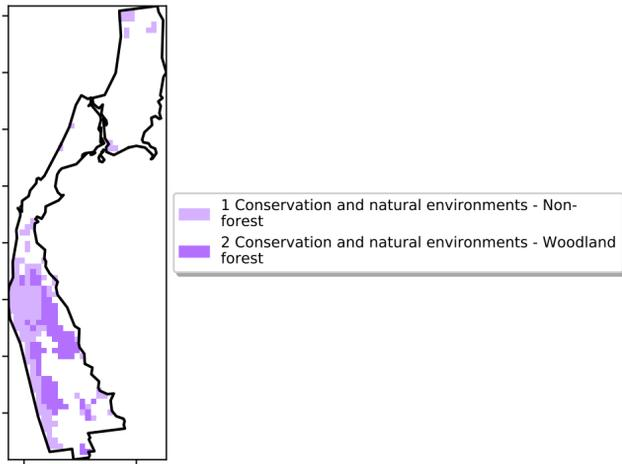 1 Conservation and natural environments - Non-
forest
2 Conservation and natural environments - Woodland
forest